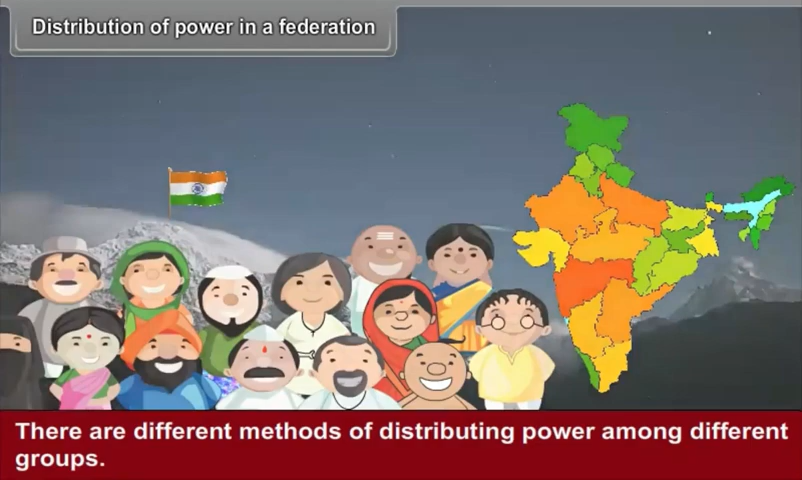 Distribution of power in a federation
There are different methods of distributing power among different
groups.